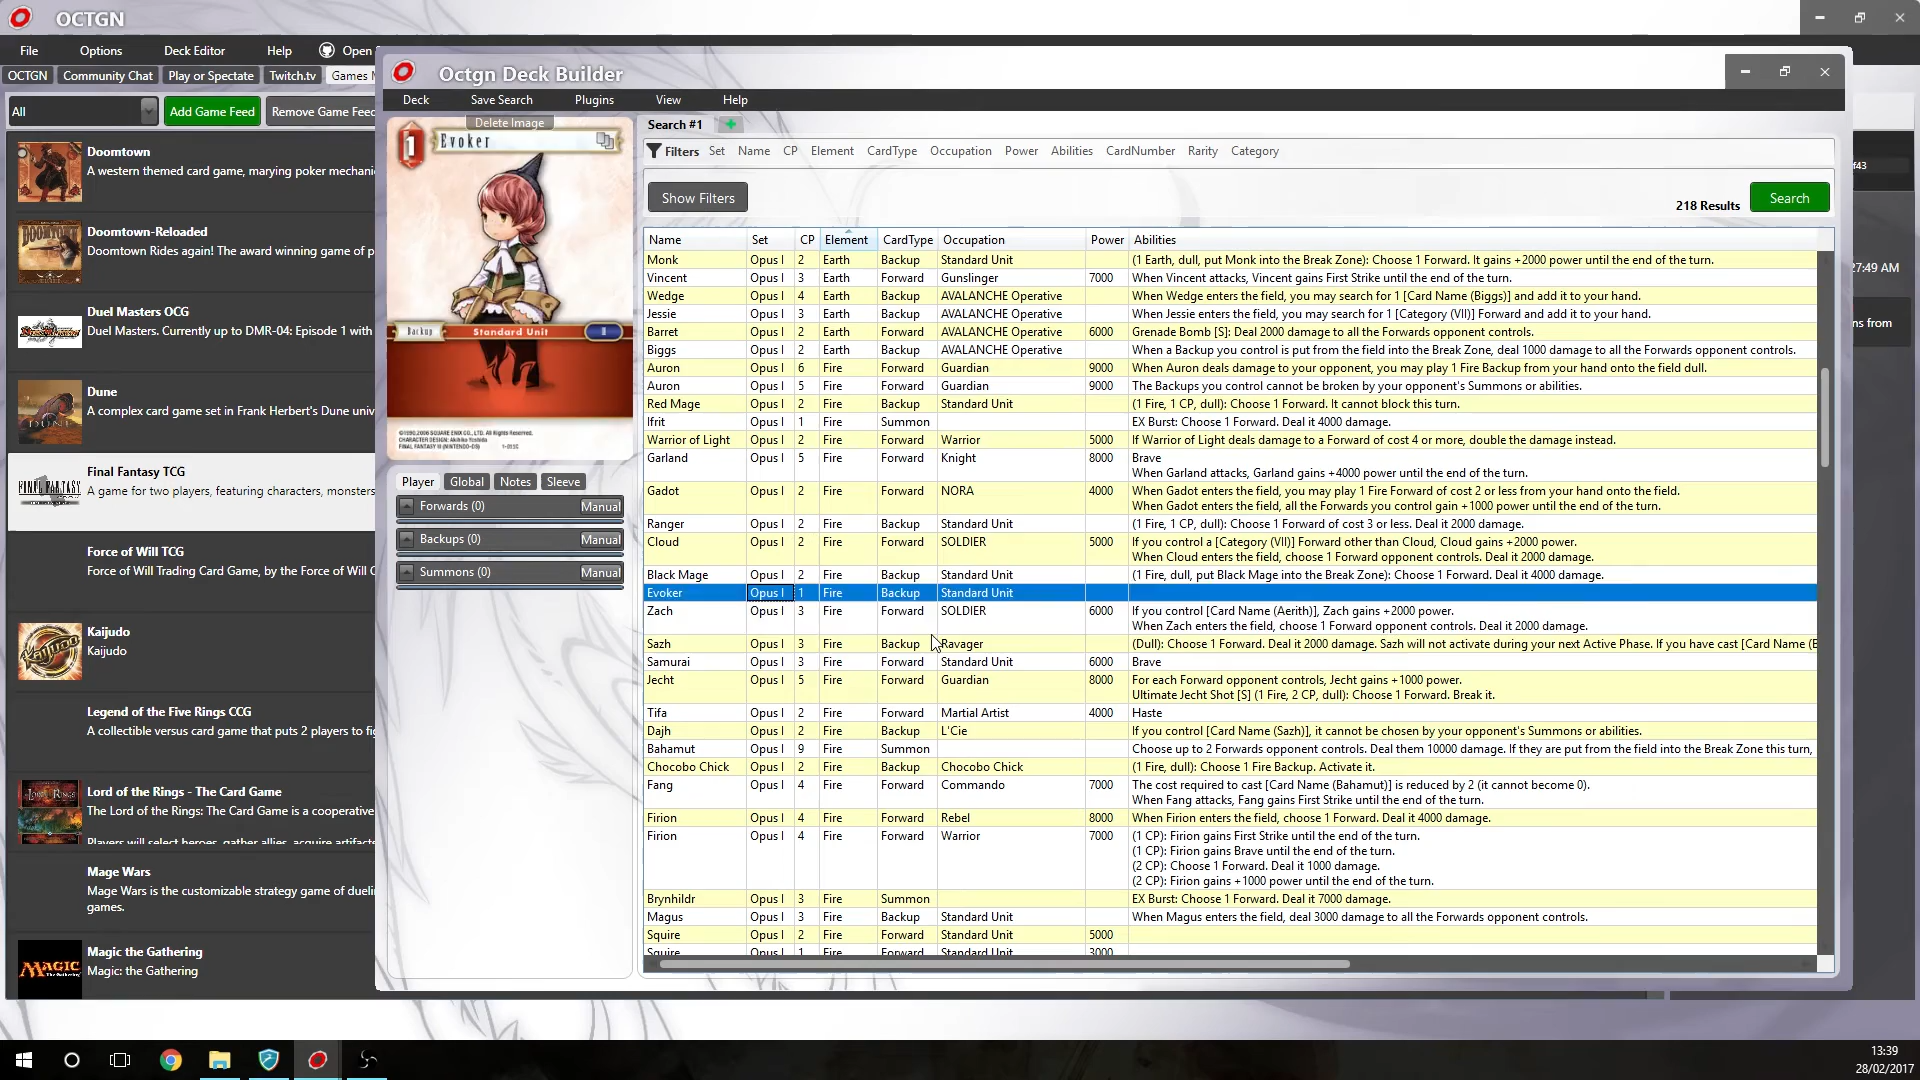 OCTGN
File Options Deck Editor Help Open
OCTGN Community Chat Play or Spectate Twitch.tv Games M
All Add Game Feed Remove Game Feed
Doomtown
A western themed card game, marying poker mechani
Doomtown-Reloaded
Doomtown Rides again! The award winning game of p
Duel Masters OCG
Duel Masters. Currently up to DMR-04: Episode 1 with
Dune
A complex card game set in Frank Herbert's Dune univ
Final Fantasy TCG
A game for two players, featuring characters, monsters
Force of Will TCG
Force of Will Trading Card Game, by the Force of Will C
Kaijudo
Kaijudo
Legend of the Five Rings CCG
A collectible versus card game that puts 2 players to fig
Lord of the Rings - The Card Game
The Lord of the Rings: The Card Game is a cooperative
Players will select heroes, gather allies, acquire artifacts
Mage Wars
Mage Wars is the customizable strategy game of dueli
games.
Magic the Gathering
Magic: the Gathering
Octgn Deck Builder
Deck Save Search Plugins View Help
Delete Image
1 Evoker
Backup Standard Unit I
©1990,2006 SQUARE ENIX CO., LTD. All Rights Reserved.
CHARACTER DESIGN: Akihiko Yoshida
Player Global Notes Sleeve
Forwards (0) Manual
Backups (0) Manual
Summons (0) Manual
Search #1
Filters Set Name CP Element CardType Occupation Power Abilities CardNumber Rarity Category
Show Filters 218 Results Search
Name Set CP Element CardType Occupation Power Abilities
Monk Opus I 2 Earth Backup Standard Unit (1 Earth, dull, put Monk into the Break Zone): Choose 1 Forward. It gains +2000 power until the end of the turn.
Vincent Opus I 3 Earth Forward Gunslinger 7000 When Vincent attacks, Vincent gains First Strike until the end of the turn.
Wedge Opus I 4 Earth Backup AVALANCHE Operative When Wedge enters the field, you may search for 1 [Card Name (Biggs)] and add it to your hand.
Jessie Opus I 3 Earth Backup AVALANCHE Operative When Jessie enters the field, you may search for 1 [Category (VII)] Forward and add it to your hand.
Barret Opus I 2 Earth Forward AVALANCHE Operative 6000 Grenade Bomb [S]: Deal 2000 damage to all the Forwards opponent controls.
Biggs Opus I 2 Earth Backup AVALANCHE Operative When a Backup you control is put from the field into the Break Zone, deal 1000 damage to all the Forwards opponent controls.
Auron Opus I 6 Fire Forward Guardian 9000 When Auron deals damage to your opponent, you may play 1 Fire Backup from your hand onto the field dull.
Auron Opus I 5 Fire Forward Guardian 9000 The Backups you control cannot be broken by your opponent's Summons or abilities.
Red Mage Opus I 2 Fire Backup Standard Unit (1 Fire, 1 CP, dull): Choose 1 Forward. It cannot block this turn.
Ifrit Opus I 1 Fire Summon EX Burst: Choose 1 Forward. Deal it 4000 damage.
Warrior of Light Opus I 2 Fire Forward Warrior 5000 If Warrior of Light deals damage to a Forward of cost 4 or more, double the damage instead.
Garland Opus I 5 Fire Forward Knight 8000 Brave
When Garland attacks, Garland gains +4000 power until the end of the turn.
Gadot Opus I 2 Fire Forward NORA 4000 When Gadot enters the field, you may play 1 Fire Forward of cost 2 or less from your hand onto the field.
When Gadot enters the field, all the Forwards you control gain +1000 power until the end of the turn.
Ranger Opus I 2 Fire Backup Standard Unit (1 Fire, 1 CP, dull): Choose 1 Forward of cost 3 or less. Deal it 2000 damage.
Cloud Opus I 2 Fire Forward SOLDIER 5000 If you control a [Category (VII)] Forward other than Cloud, Cloud gains +2000 power.
When Cloud enters the field, choose 1 Forward opponent controls. Deal it 2000 damage.
Black Mage Opus I 2 Fire Backup Standard Unit (1 Fire, dull, put Black Mage into the Break Zone): Choose 1 Forward. Deal it 4000 damage.
Evoker Opus I 1 Fire Backup Standard Unit
Zach Opus I 3 Fire Forward SOLDIER 6000 If you control [Card Name (Aerith)], Zach gains +2000 power.
When Zach enters the field, choose 1 Forward opponent controls. Deal it 2000 damage.
Sazh Opus I 3 Fire Backup Ravager (Dull): Choose 1 Forward. Deal it 2000 damage. Sazh will not activate during your next Active Phase. If you have cast [Card Name (B
Samurai Opus I 3 Fire Forward Standard Unit 6000 Brave
Jecht Opus I 5 Fire Forward Guardian 8000 For each Forward opponent controls, Jecht gains +1000 power.
Ultimate Jecht Shot [S] (1 Fire, 2 CP, dull): Choose 1 Forward. Break it.
Tifa Opus I 2 Fire Forward Martial Artist 4000 Haste
Dajh Opus I 2 Fire Backup L'Cie If you control [Card Name (Sazh)], it cannot be chosen by your opponent's Summons or abilities.
Bahamut Opus I 9 Fire Summon Choose up to 2 Forwards opponent controls. Deal them 10000 damage. If they are put from the field into the Break Zone this turn,
Chocobo Chick Opus I 2 Fire Backup Chocobo Chick (1 Fire, dull): Choose 1 Fire Backup. Activate it.
Fang Opus I 4 Fire Forward Commando 7000 The cost required to cast [Card Name (Bahamut)] is reduced by 2 (it cannot become 0).
When Fang attacks, Fang gains First Strike until the end of the turn.
Firion Opus I 4 Fire Forward Rebel 8000 When Firion enters the field, choose 1 Forward. Deal it 4000 damage.
Firion Opus I 4 Fire Forward Warrior 7000 (1 CP): Firion gains First Strike until the end of the turn.
(1 CP): Firion gains Brave until the end of the turn.
(2 CP): Choose 1 Forward. Deal it 1000 damage.
(2 CP): Firion gains +1000 power until the end of the turn.
Brynhildr Opus I 3 Fire Summon EX Burst: Choose 1 Forward. Deal it 7000 damage.
Magus Opus I 3 Fire Backup Standard Unit When Magus enters the field, deal 3000 damage to all the Forwards opponent controls.
Squire Opus I 2 Fire Forward Standard Unit 5000
Squire Opus I 1 Fire Forward Standard Unit 3000
f43
27:49 AM
ns from
13:39
28/02/2017